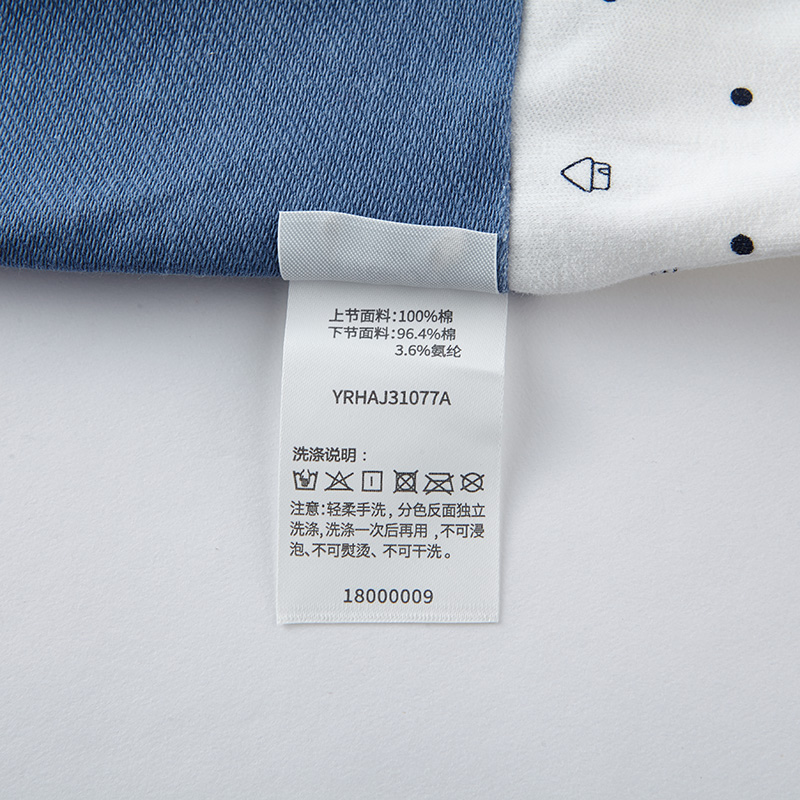 上节面料:100%棉
下节面料:96.4%棉
3.6%氨纶
YRHAJ31077A
洗涤说明:
注意:轻柔手洗, 分色反面独立
洗涤,洗涤一次后再用 ,不可浸
泡、不可熨烫、不可干洗。
18000009